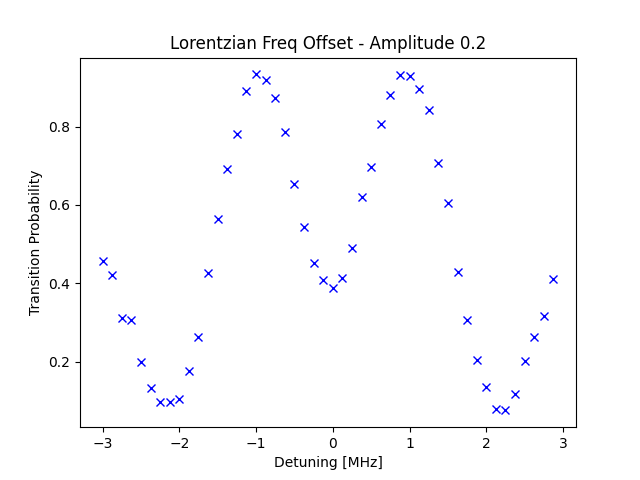 Lorentzian Freq Offset - Amplitude 0.2
Transition Probability
0.8
0.6
0.4
0.2
−3 −2 −1 0 1 2 3
Detuning [MHz]